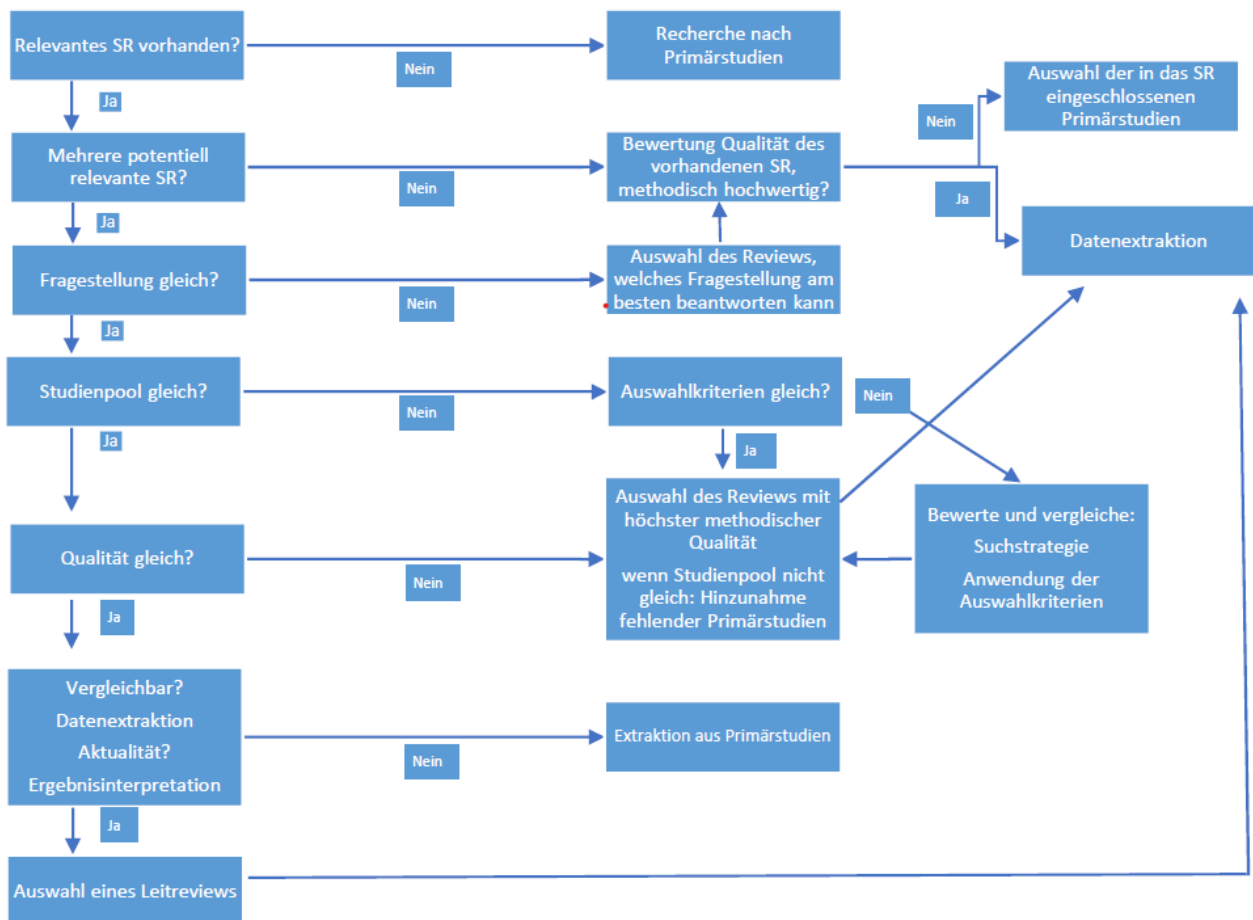 Relevantes SR vorhanden?
Nein
Recherche nach
Primärstudien
Ja
Auswahl der in das SR
eingeschlossenen
Primärstudien
Nein
Mehrere potentiell
relevante SR?
Nein
Bewertung Qualität des
vorhandenen SR,
methodisch hochwertig?
Ja
Ja
Datenextraktion
Fragestellung gleich?
Nein
Auswahl des Reviews,
welches Fragestellung am
besten beantworten kann
Ja
Studienpool gleich?
Nein
Auswahlkriterien gleich?
Nein
Ja
Ja
Qualität gleich?
Nein
Auswahl des Reviews mit
höchster methodischer
Qualität
wenn Studienpool nicht
gleich: Hinzunahme
fehlender Primärstudien
Bewerte und vergleiche:
Suchstrategie
Anwendung der
Auswahlkriterien
Ja
Vergleichbar?
Datenextraktion
Aktualität?
Ergebnisinterpretation
Nein
Extraktion aus Primärstudien
Ja
Auswahl eines Leitreviews